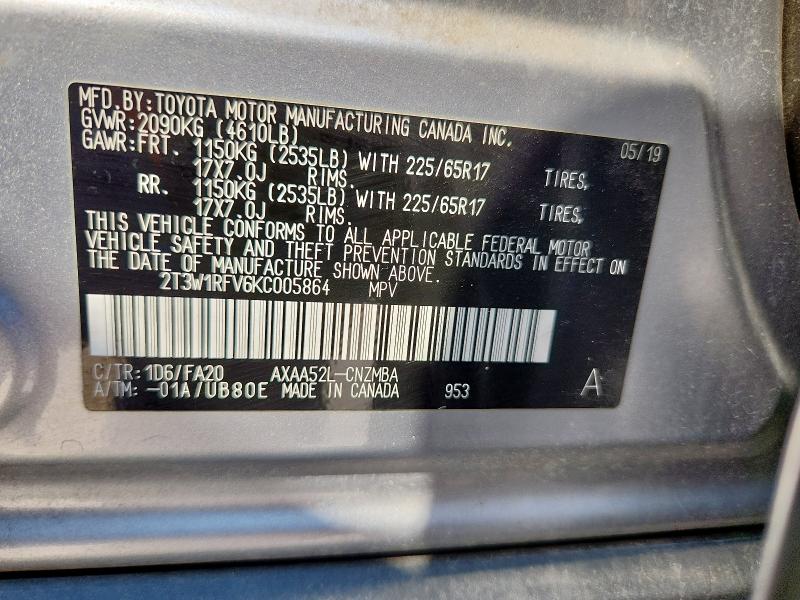 MFD.BY:TOYOTA MOTOR MANUFACTURING CANADA INC.
GVWR:2090KG (4610LB) 05/19
GAWR:FRT. 1150KG (2535LB) WITH 225/65R17 TIRES,
17X7.0J RIMS.
RR. 1150KG (2535LB) WITH 225/65R17 TIRES,
17X7.0J RIMS.
THIS VEHICLE CONFORMS TO ALL APPLICABLE FEDERAL MOTOR
VEHICLE SAFETY AND THEFT PREVENTION STANDARDS IN EFFECT ON
THE DATE OF MANUFACTURE SHOWN ABOVE.
2T3W1RFV6KC005864 MPV
C/TR:1D6/FA20 AXAA52L-CNZMBA
A/TM:-01A/UB80E MADE IN CANADA 953 A